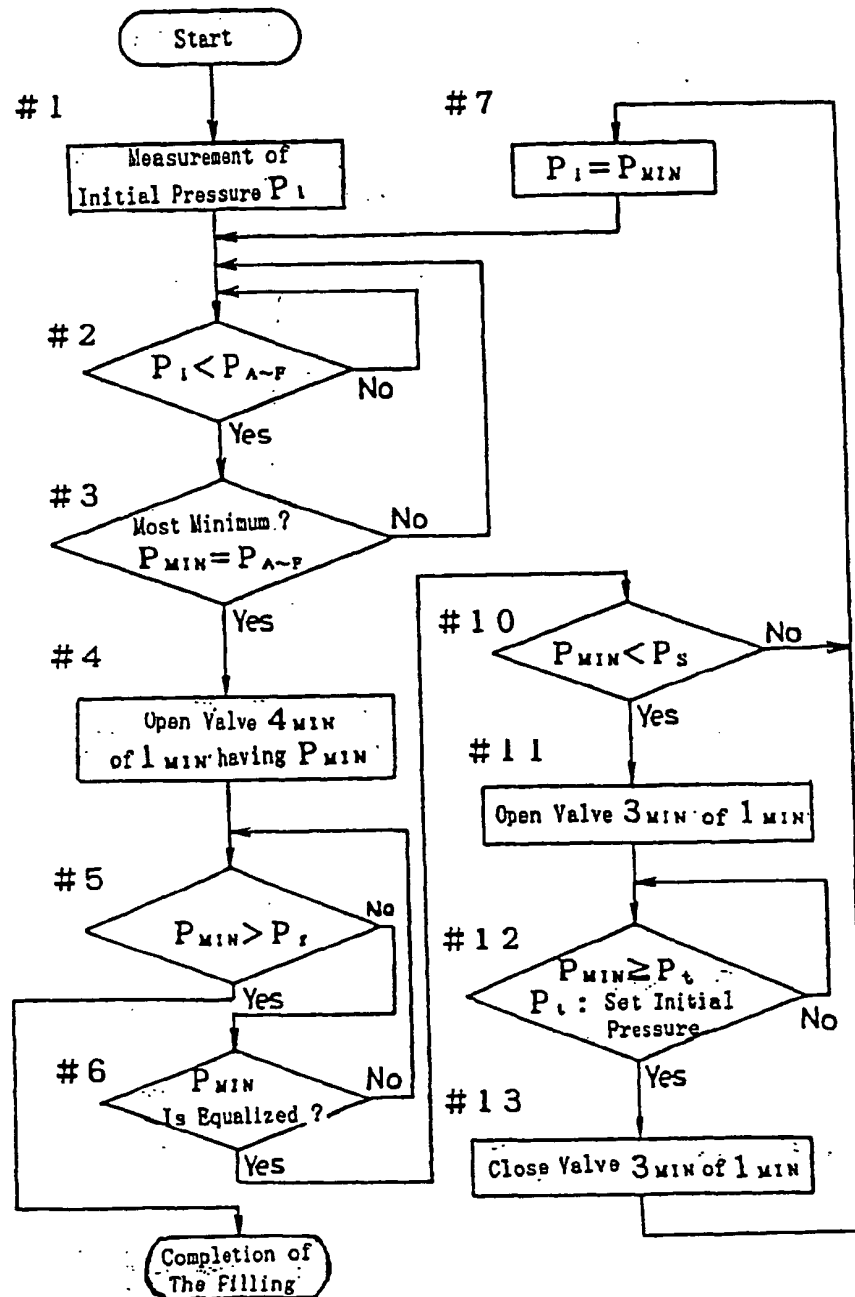 Start
#1
Measurement of
Initial Pressure P1
#7
P1=PMIN
#2
P1<PA~F
No
Yes
#3
Most Minimum?
PMIN=PA~F
No
Yes
#4
Open Valve 4MIN
of 1MIN having PMIN
#5
PMIN>Pf
No
Yes
#6
PMIN
Is Equalized?
No
Yes
Completion of
The Filling
#10
PMIN<PS
No
Yes
#11
Open Valve 3MIN of 1MIN
#12
PMIN≥Pt
Pt: Set Initial
Pressure
No
Yes
#13
Close Valve 3MIN of 1MIN